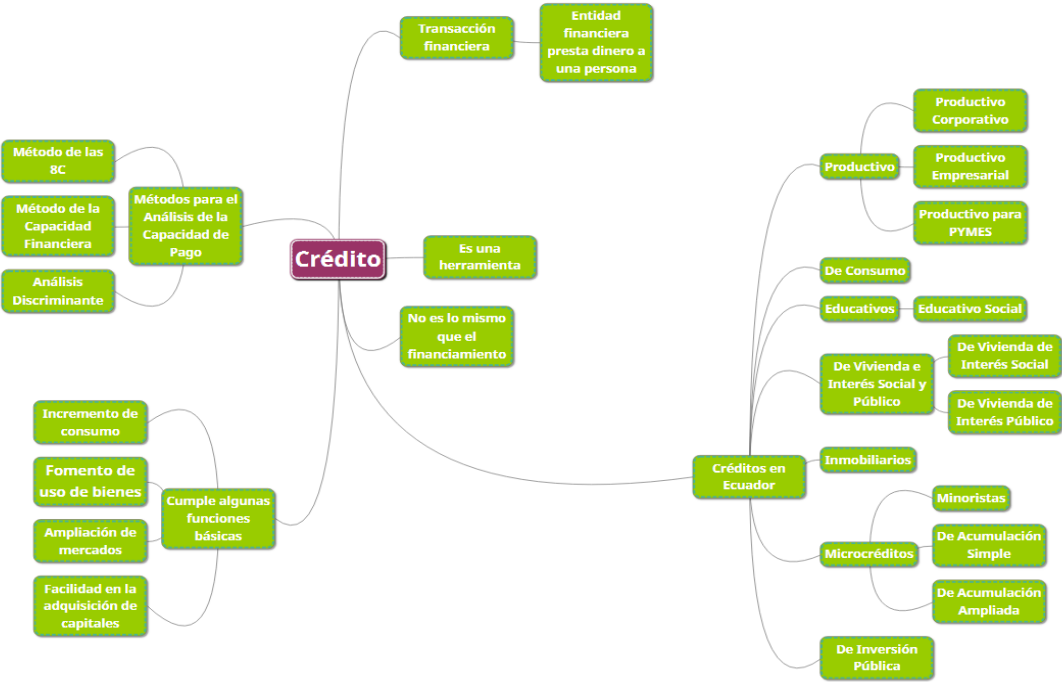 Crédito
Transacción
financiera
Entidad
financiera
presta dinero a
una persona
Métodos para el
Análisis de la
Capacidad de
Pago
Método de las
8C
Método de la
Capacidad
Financiera
Análisis
Discriminante
Es una
herramienta
No es lo mismo
que el
financiamiento
Cumple algunas
funciones
básicas
Incremento de
consumo
Fomento de
uso de bienes
Ampliación de
mercados
Facilidad en la
adquisición de
capitales
Créditos en
Ecuador
Productivo
Productivo
Corporativo
Productivo
Empresarial
Productivo para
PYMES
De Consumo
Educativos
Educativo Social
De Vivienda e
Interés Social y
Público
De Vivienda de
Interés Social
De Vivienda de
Interés Público
Inmobiliarios
Microcréditos
Minoristas
De Acumulación
Simple
De Acumulación
Ampliada
De Inversión
Pública